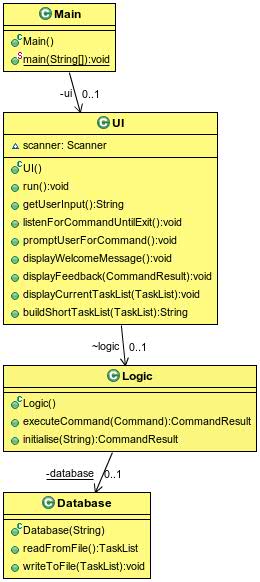 Main
Main()
main(String[]):void
-ui 0..1
UI
scanner: Scanner
UI()
run():void
getUserInput():String
listenForCommandUntilExit():void
promptUserForCommand():void
displayWelcomeMessage():void
displayFeedback(CommandResult):void
displayCurrentTaskList(TaskList):void
buildShortTaskList(TaskList):String
~logic 0..1
Logic
Logic()
executeCommand(Command):CommandResult
initialise(String):CommandResult
-database 0..1
Database
Database(String)
readFromFile():TaskList
writeToFile(TaskList):void